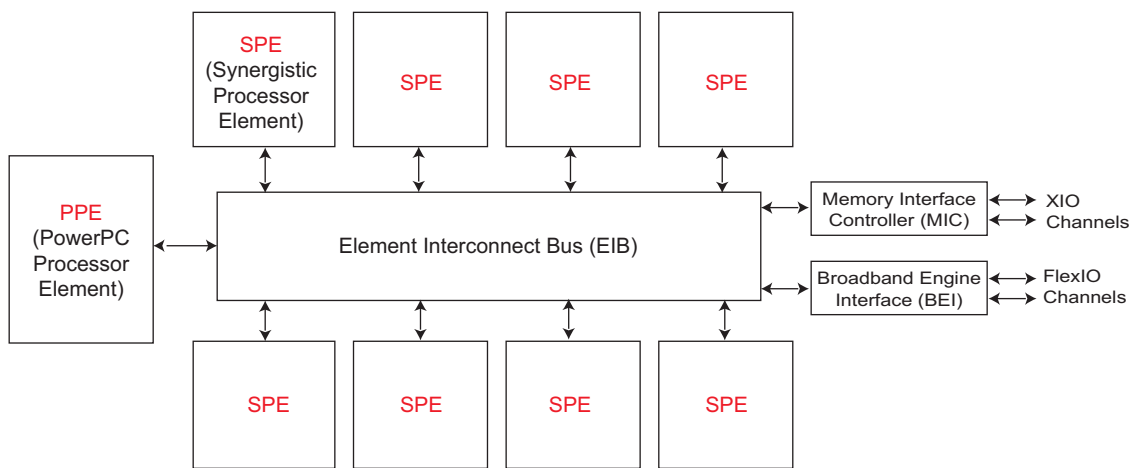 SPE
(Synergistic
Processor
Element)
SPE
SPE
SPE
PPE
(PowerPC
Processor
Element)
Element Interconnect Bus (EIB)
Memory Interface
Controller (MIC)
XIO
Channels
Broadband Engine
Interface (BEI)
FlexIO
Channels
SPE
SPE
SPE
SPE